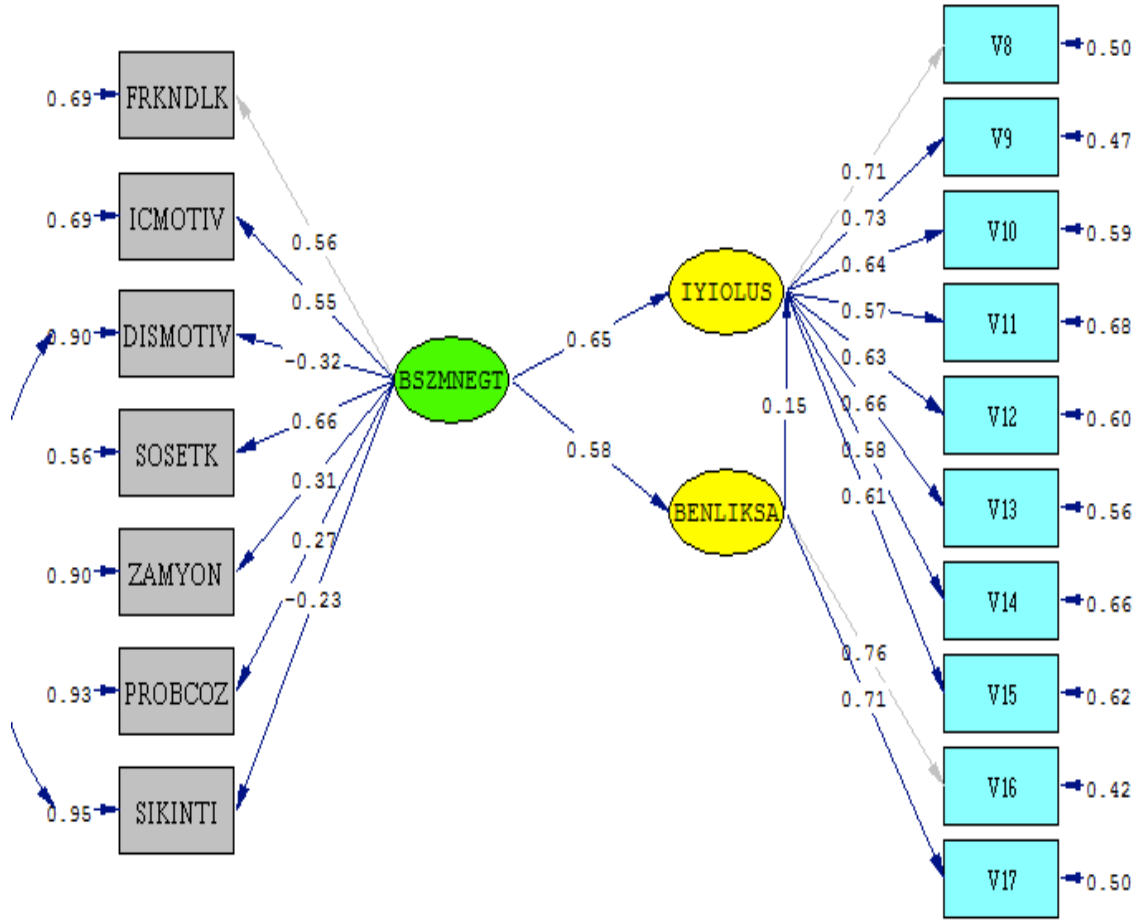 0.69 FRKNDLK
0.69 ICMOTIV
0.90 DISMOTIV
0.56 SOSETK
0.90 ZAMYON
0.93 PROBCOZ
0.95 SIKINTI
0.56
0.55
-0.32
0.66
0.31
0.27
-0.23
BSZMNEGT
0.65
0.58
IYIOLUS
0.15
BENLIKSA
0.71
0.73
0.64
0.57
0.63
0.66
0.58
0.61
0.76
0.71
V8 0.50
V9 0.47
V10 0.59
V11 0.68
V12 0.60
V13 0.56
V14 0.66
V15 0.62
V16 0.42
V17 0.50